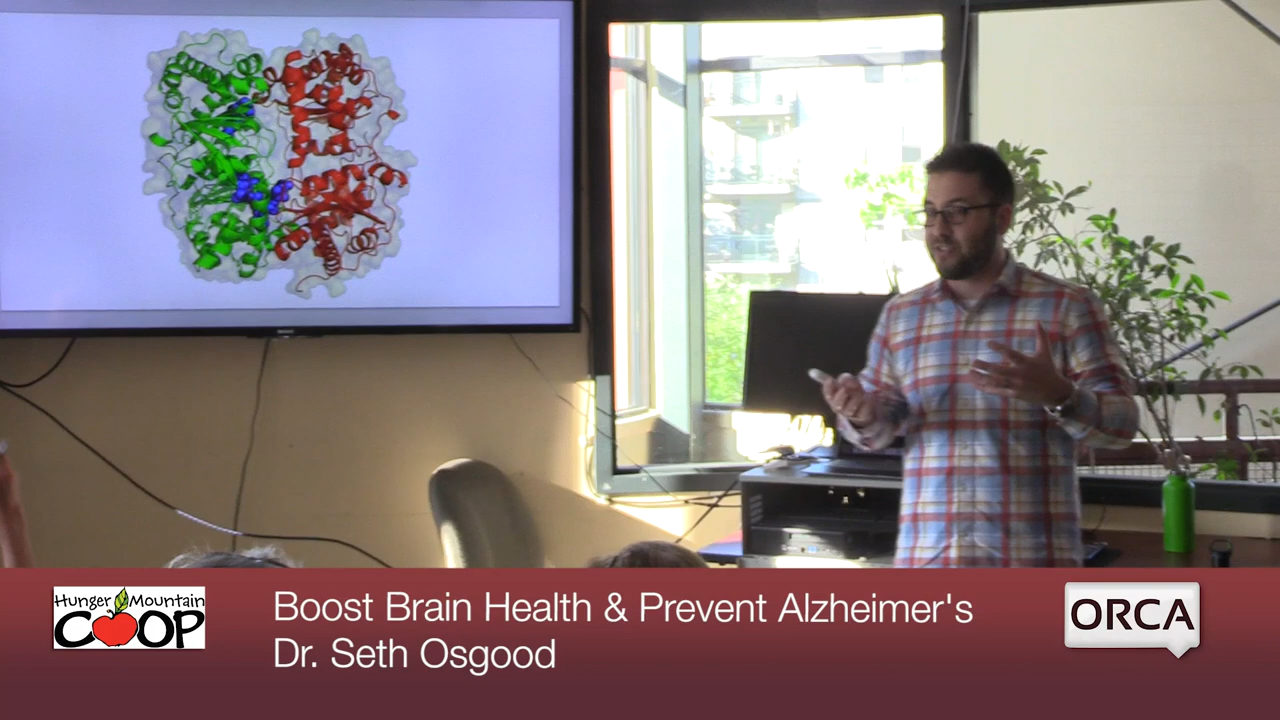 Hunger Mountain
COOP
Boost Brain Health & Prevent Alzheimer's
Dr. Seth Osgood
ORCA